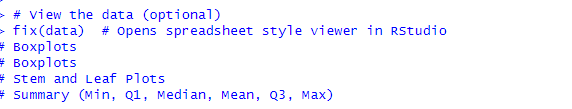 > # View the data (optional)
> fix(data)  # Opens spreadsheet style viewer in RStudio
# Boxplots
# Boxplots
# Stem and Leaf Plots
# Summary (Min, Q1, Median, Mean, Q3, Max)